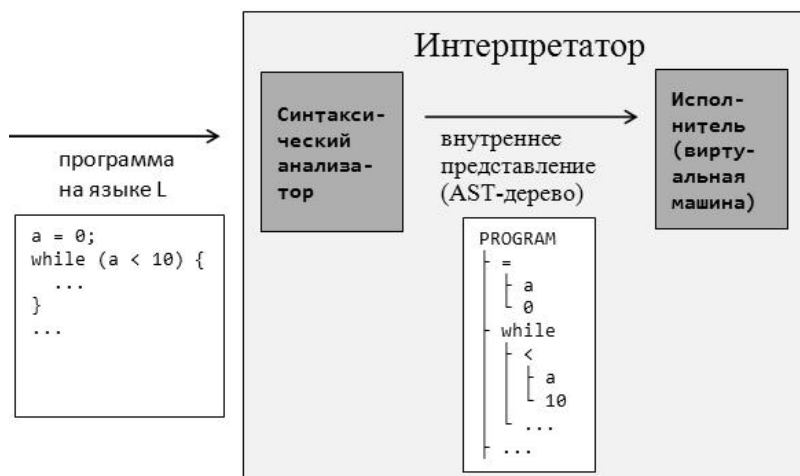 Интерпретатор
программа
на языке L
a = 0;
while (a < 10) {
...
}
...
Синтакси-
ческий
анализа-
тор
внутреннее
представление
(AST-дерево)
PROGRAM
=
a
0
while
<
a
10
...
...
Испол-
нитель
(вирту-
альная
машина)